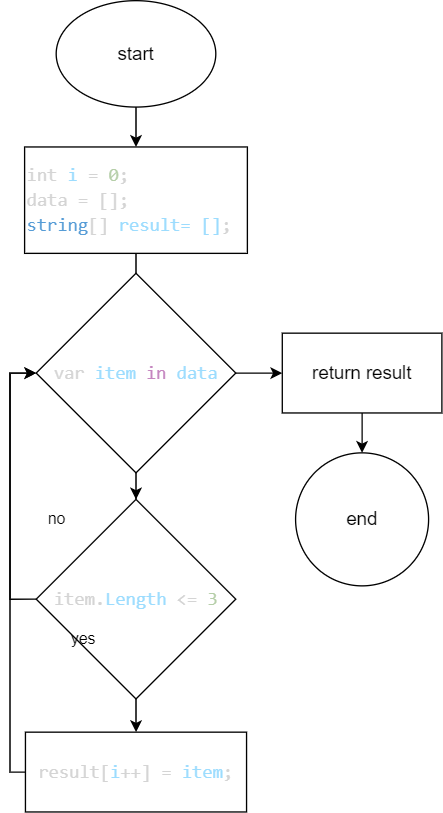 start
int i = 0;
data = [];
string[] result= [];
var item in data
return result
no
end
item.Length <= 3
yes
result[i++] = item;